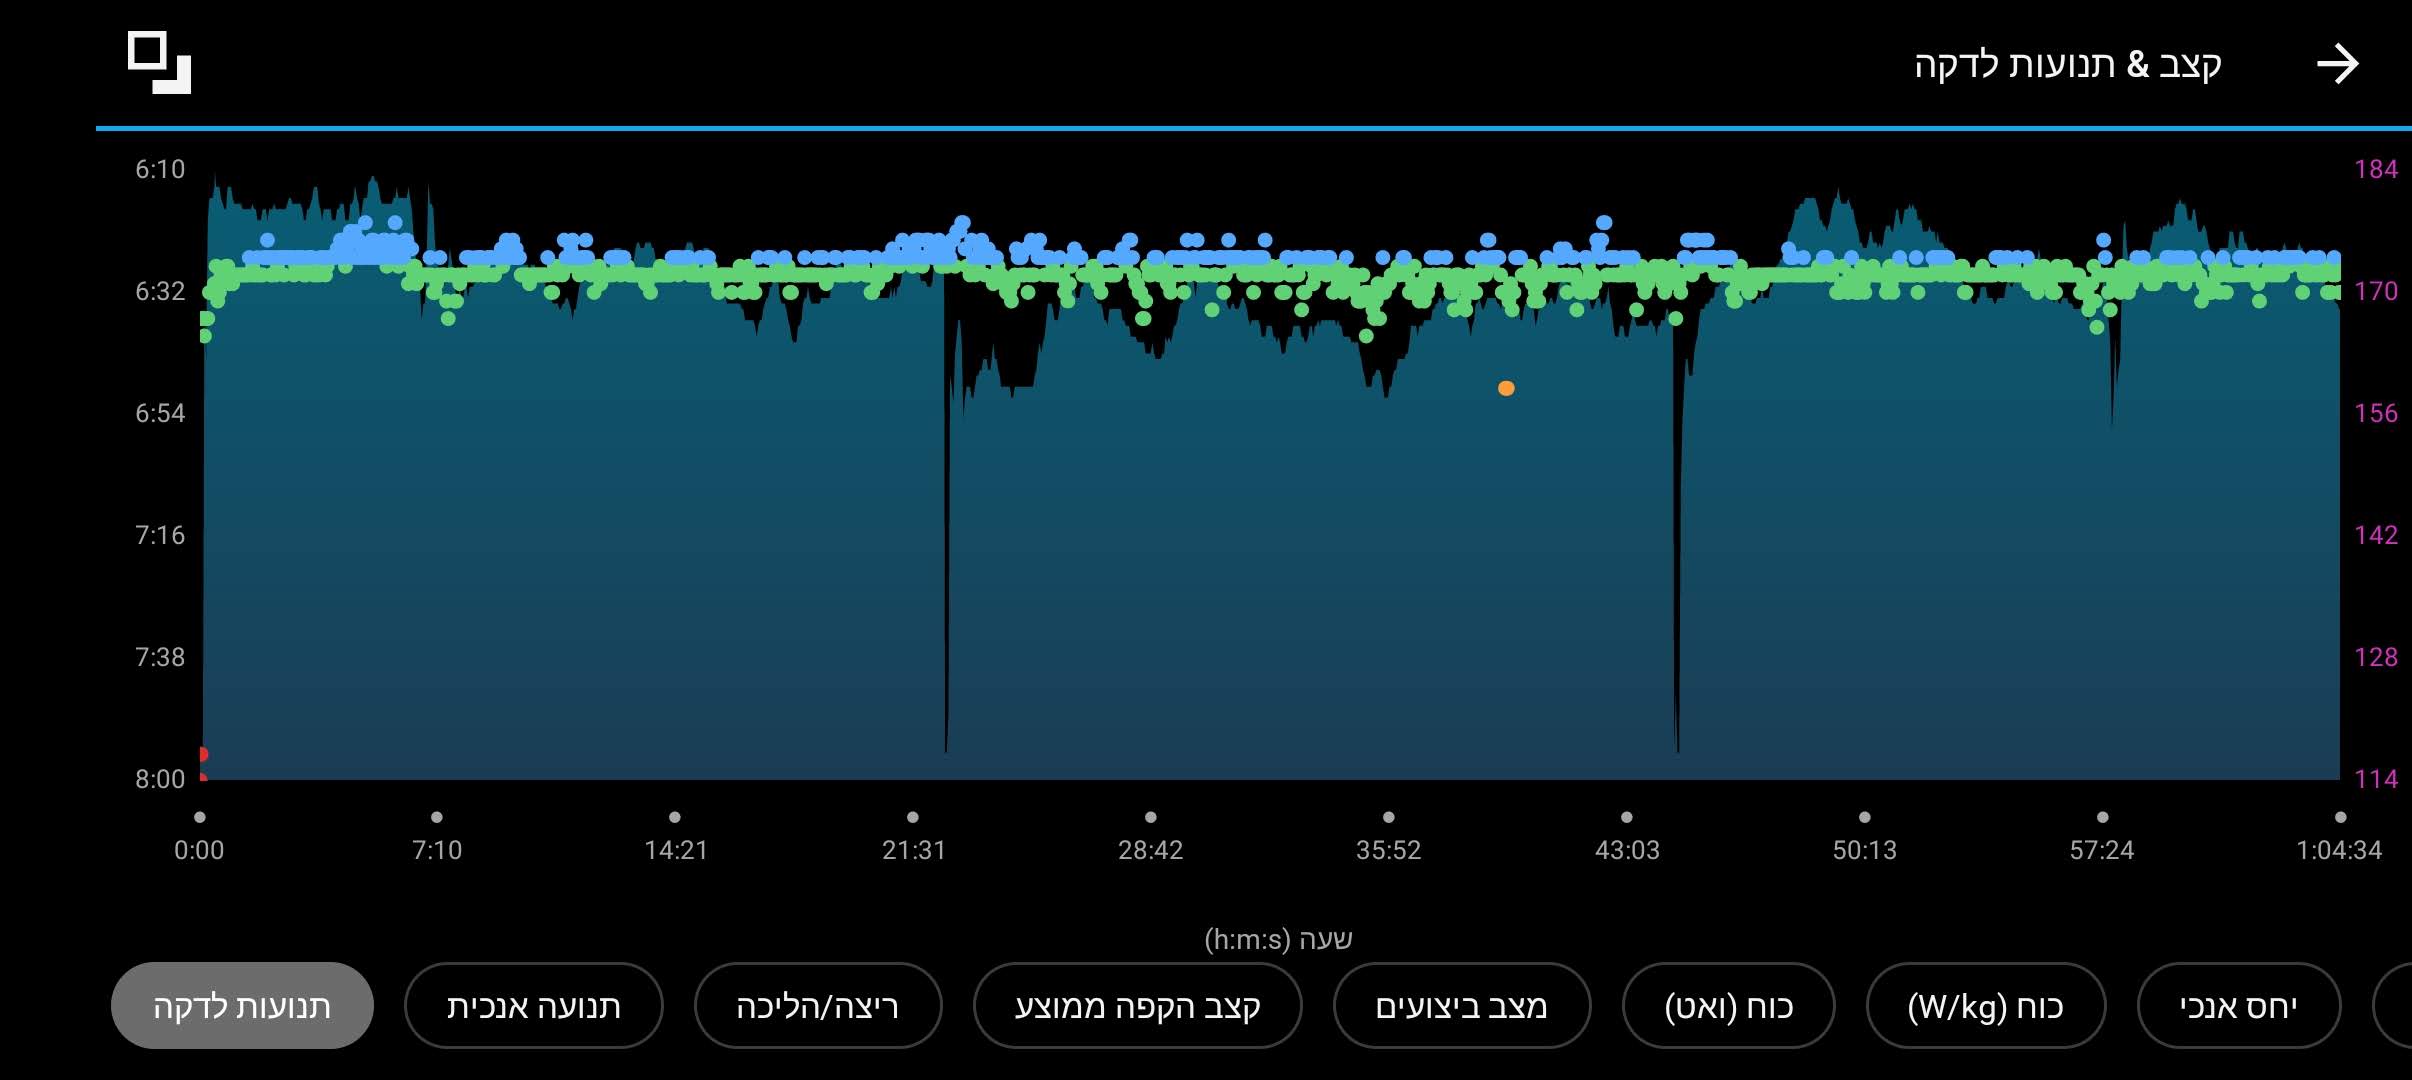 קצב & תנועות לדקה
6:10
184
6:32
170
6:54
156
7:16
142
7:38
128
8:00
114
0:00 7:10 14:21 21:31 28:42 35:52 43:03 50:13 57:24 1:04:34
שעה (h:m:s)
יחס אנכי
כוח (W/kg)
כוח (ואט)
מצב ביצועים
קצב הקפה ממוצע
ריצה/הליכה
תנועה אנכית
תנועות לדקה